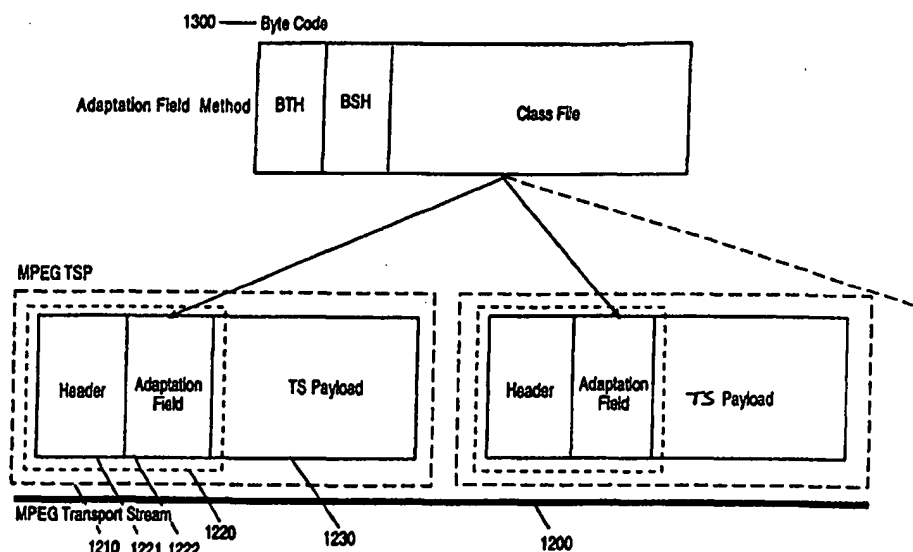 1300 Byte Code
Adaptation Field Method
BTH
BSH
Class File
MPEG TSP
Header
Adaptation
Field
TS Payload
Header
Adaptation
Field
TS Payload
MPEG Transport Stream
1210 1221 1222 1220 1230 1200